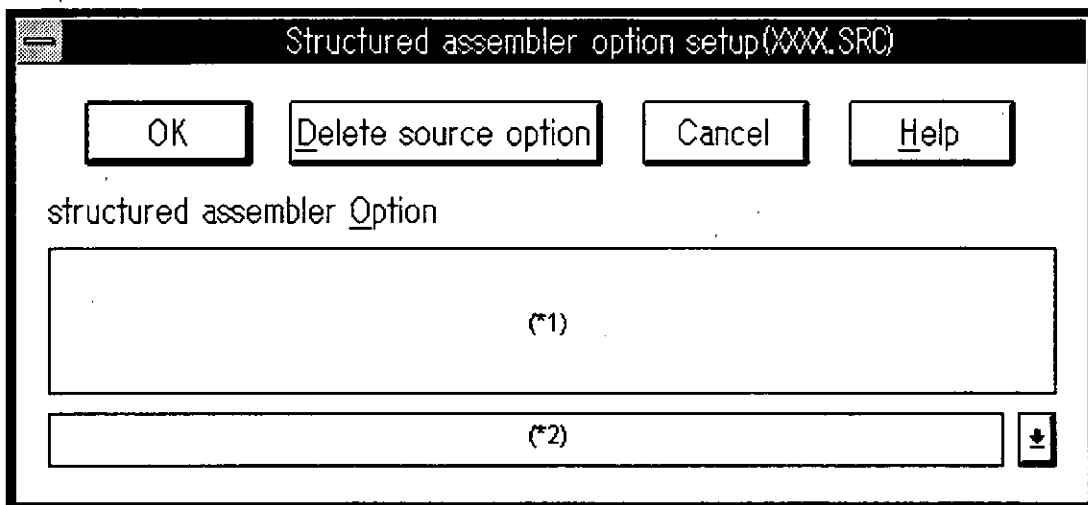 Structured assembler option setup(XXXX.SRC)
OK Delete source option Cancel Help
structured assembler Option
(*1)
(*2)